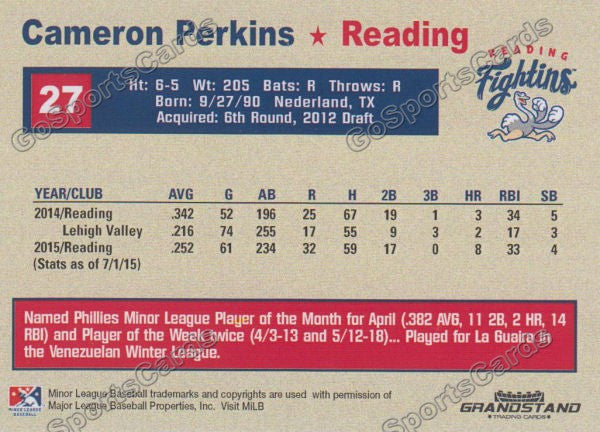 Cameron Perkins ★ Reading
27
Ht: 6-5 Wt: 205 Bats: R Throws: R
Born: 9/27/90 Nederland, TX
Acquired: 6th Round, 2012 Draft
READING
Fightins
YEAR/CLUB AVG G AB R H 2B 3B HR RBI SB
2014/Reading .342 52 196 25 67 19 1 3 34 5
Lehigh Valley .216 74 255 17 55 9 3 2 17 3
2015/Reading .252 61 234 32 59 17 0 8 33 4
(Stats as of 7/1/15)
Named Phillies Minor League Player of the Month for April (.382 AVG, 11 2B, 2 HR, 14
RBI) and Player of the Week twice (4/3-13 and 5/12-18)... Played for La Guaira in
the Venezuelan Winter League.
MINOR LEAGUE
BASEBALL
Minor League Baseball trademarks and copyrights are used with permission of
Major League Baseball Properties, Inc. Visit MiLB
GRANDSTAND
TRADING CARDS
GoSportsCards
GoSportsCards
GoSportsCards
GoSportsCards